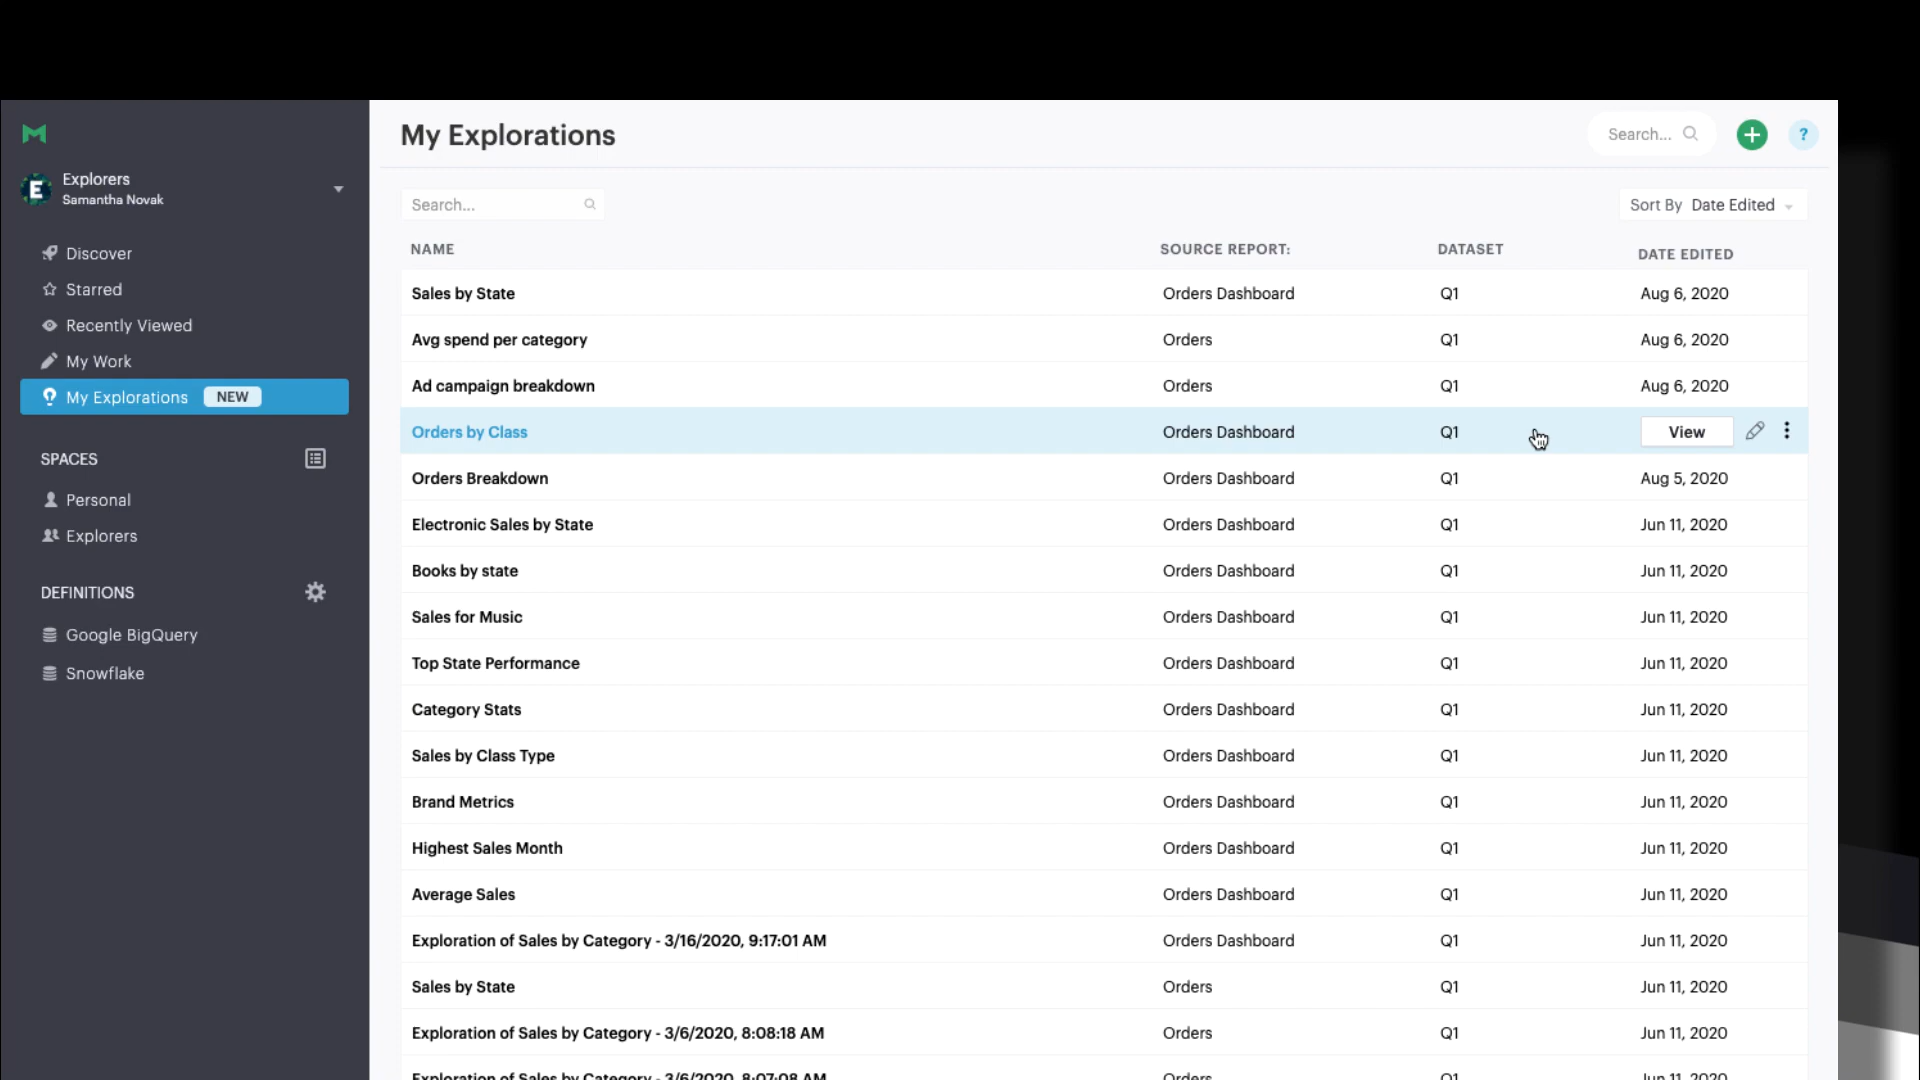 My Explorations
Search...
?
E
Explorers
Samantha Novak
Discover
Starred
Recently Viewed
My Work
My Explorations NEW
SPACES
Personal
Explorers
DEFINITIONS
Google BigQuery
Snowflake
Search...
Sort By Date Edited
NAME SOURCE REPORT: DATASET DATE EDITED
Sales by State Orders Dashboard Q1 Aug 6, 2020
Avg spend per category Orders Q1 Aug 6, 2020
Ad campaign breakdown Orders Q1 Aug 6, 2020
Orders by Class Orders Dashboard Q1 View
Orders Breakdown Orders Dashboard Q1 Aug 5, 2020
Electronic Sales by State Orders Dashboard Q1 Jun 11, 2020
Books by state Orders Dashboard Q1 Jun 11, 2020
Sales for Music Orders Dashboard Q1 Jun 11, 2020
Top State Performance Orders Dashboard Q1 Jun 11, 2020
Category Stats Orders Dashboard Q1 Jun 11, 2020
Sales by Class Type Orders Dashboard Q1 Jun 11, 2020
Brand Metrics Orders Dashboard Q1 Jun 11, 2020
Highest Sales Month Orders Dashboard Q1 Jun 11, 2020
Average Sales Orders Dashboard Q1 Jun 11, 2020
Exploration of Sales by Category - 3/16/2020, 9:17:01 AM Orders Dashboard Q1 Jun 11, 2020
Sales by State Orders Q1 Jun 11, 2020
Exploration of Sales by Category - 3/6/2020, 8:08:18 AM Orders Q1 Jun 11, 2020
Exploration of Sales by Category - 3/6/2020, 8:07:08 AM Orders Q1 Jun 11, 2020